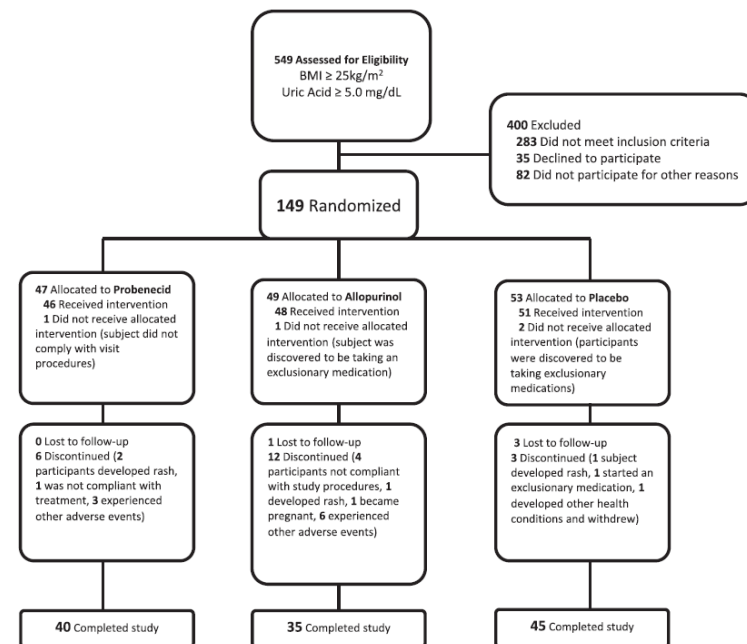 549 Assessed for Eligibility
BMI ≥ 25kg/m²
Uric Acid ≥ 5.0 mg/dL
400 Excluded
283 Did not meet inclusion criteria
35 Declined to participate
82 Did not participate for other reasons
149 Randomized
47 Allocated to Probenecid
46 Received intervention
1 Did not receive allocated
intervention (subject did not
comply with visit
procedures)
49 Allocated to Allopurinol
48 Received intervention
1 Did not receive allocated
intervention (subject was
discovered to be taking an
exclusionary medication)
53 Allocated to Placebo
51 Received intervention
2 Did not receive allocated
intervention (participants
were discovered to be
taking exclusionary
medications)
0 Lost to follow-up
6 Discontinued (2
participants developed rash,
1 was not compliant with
treatment, 3 experienced
other adverse events)
1 Lost to follow-up
12 Discontinued (4
participants not compliant
with study procedures, 1
developed rash, 1 became
pregnant, 6 experienced
other adverse events)
3 Lost to follow-up
3 Discontinued (1 subject
developed rash, 1 started an
exclusionary medication, 1
developed other health
conditions and withdrew)
40 Completed study
35 Completed study
45 Completed study